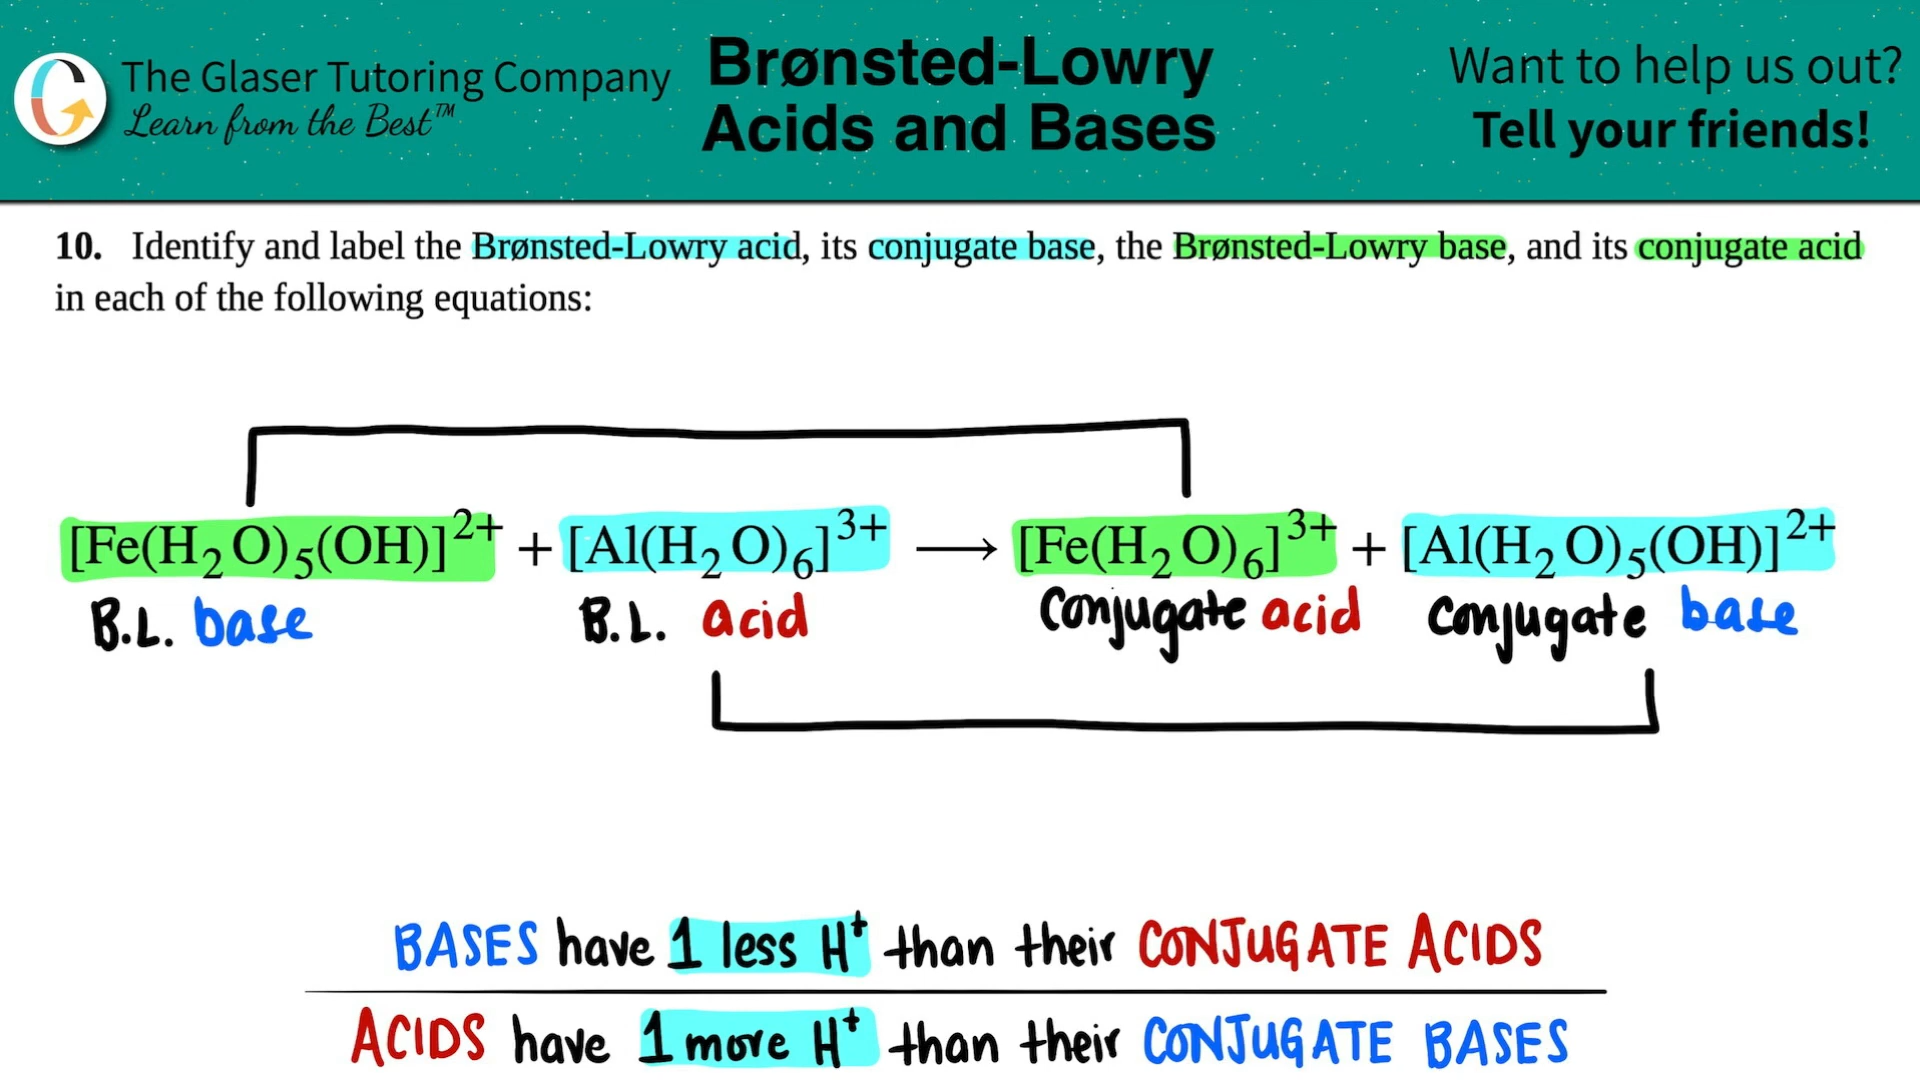 The Glaser Tutoring Company
Learn from the Best™
Brønsted-Lowry
Acids and Bases
Want to help us out?
Tell your friends!
10. Identify and label the Brønsted-Lowry acid, its conjugate base, the Brønsted-Lowry base, and its conjugate acid
in each of the following equations:
[Fe(H₂O)₅(OH)]²⁺ + [Al(H₂O)₆]³⁺ ⟶ [Fe(H₂O)₆]³⁺ + [Al(H₂O)₅(OH)]²⁺
B.L. base B.L. acid Conjugate acid Conjugate base
BASES have 1 less H⁺ than their CONJUGATE ACIDS
ACIDS have 1 more H⁺ than their CONJUGATE BASES